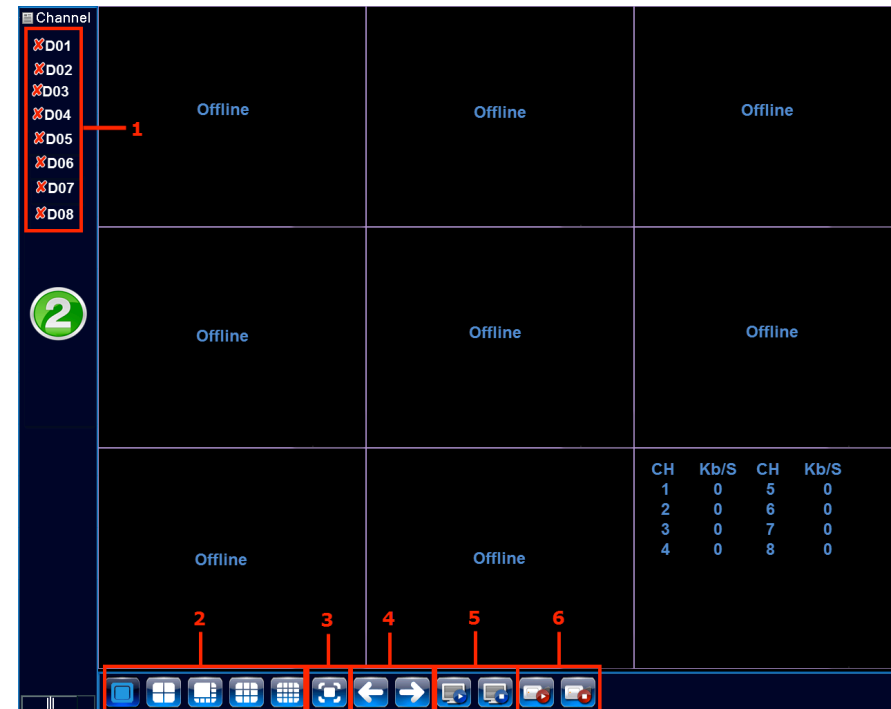 Channel
D01
D02
D03
D04
D05
D06
D07
D08
1
2
Offline Offline Offline
Offline Offline Offline
Offline Offline
CH Kb/S CH Kb/S
1 0 5 0
2 0 6 0
3 0 7 0
4 0 8 0
2 3 4 5 6